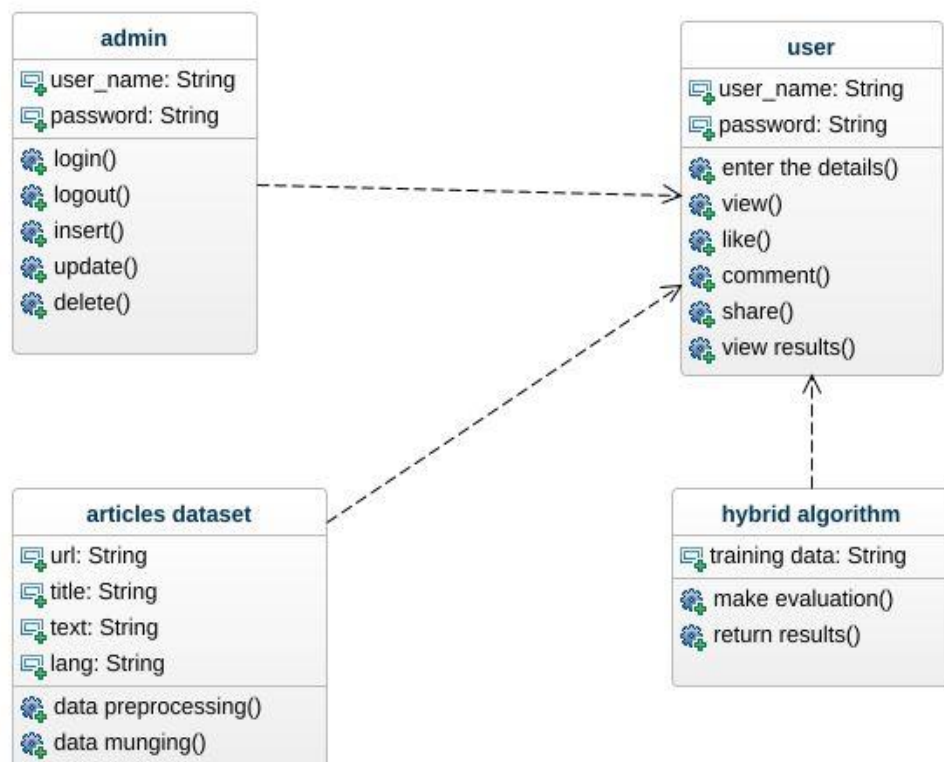 admin
user_name: String
password: String
login()
logout()
insert()
update()
delete()
user
user_name: String
password: String
enter the details()
view()
like()
comment()
share()
view results()
articles dataset
url: String
title: String
text: String
lang: String
data preprocessing()
data munging()
hybrid algorithm
training data: String
make evaluation()
return results()